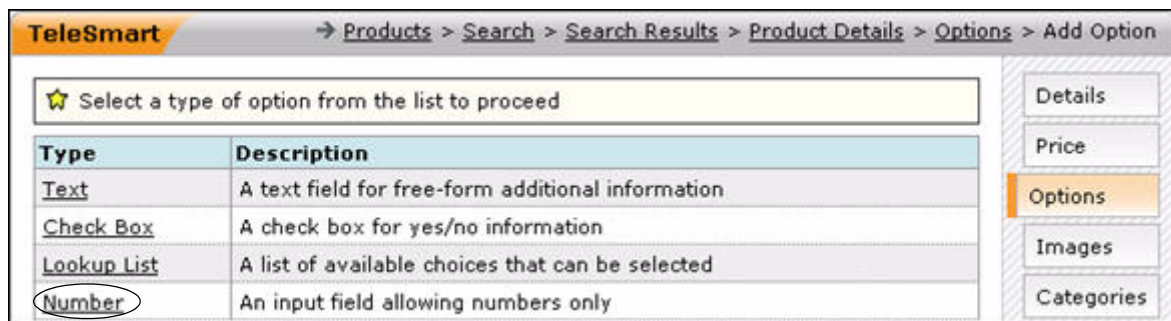 TeleSmart
→ Products > Search > Search Results > Product Details > Options > Add Option
Select a type of option from the list to proceed
Type Description
Text A text field for free-form additional information
Check Box A check box for yes/no information
Lookup List A list of available choices that can be selected
Number An input field allowing numbers only
Details
Price
Options
Images
Categories